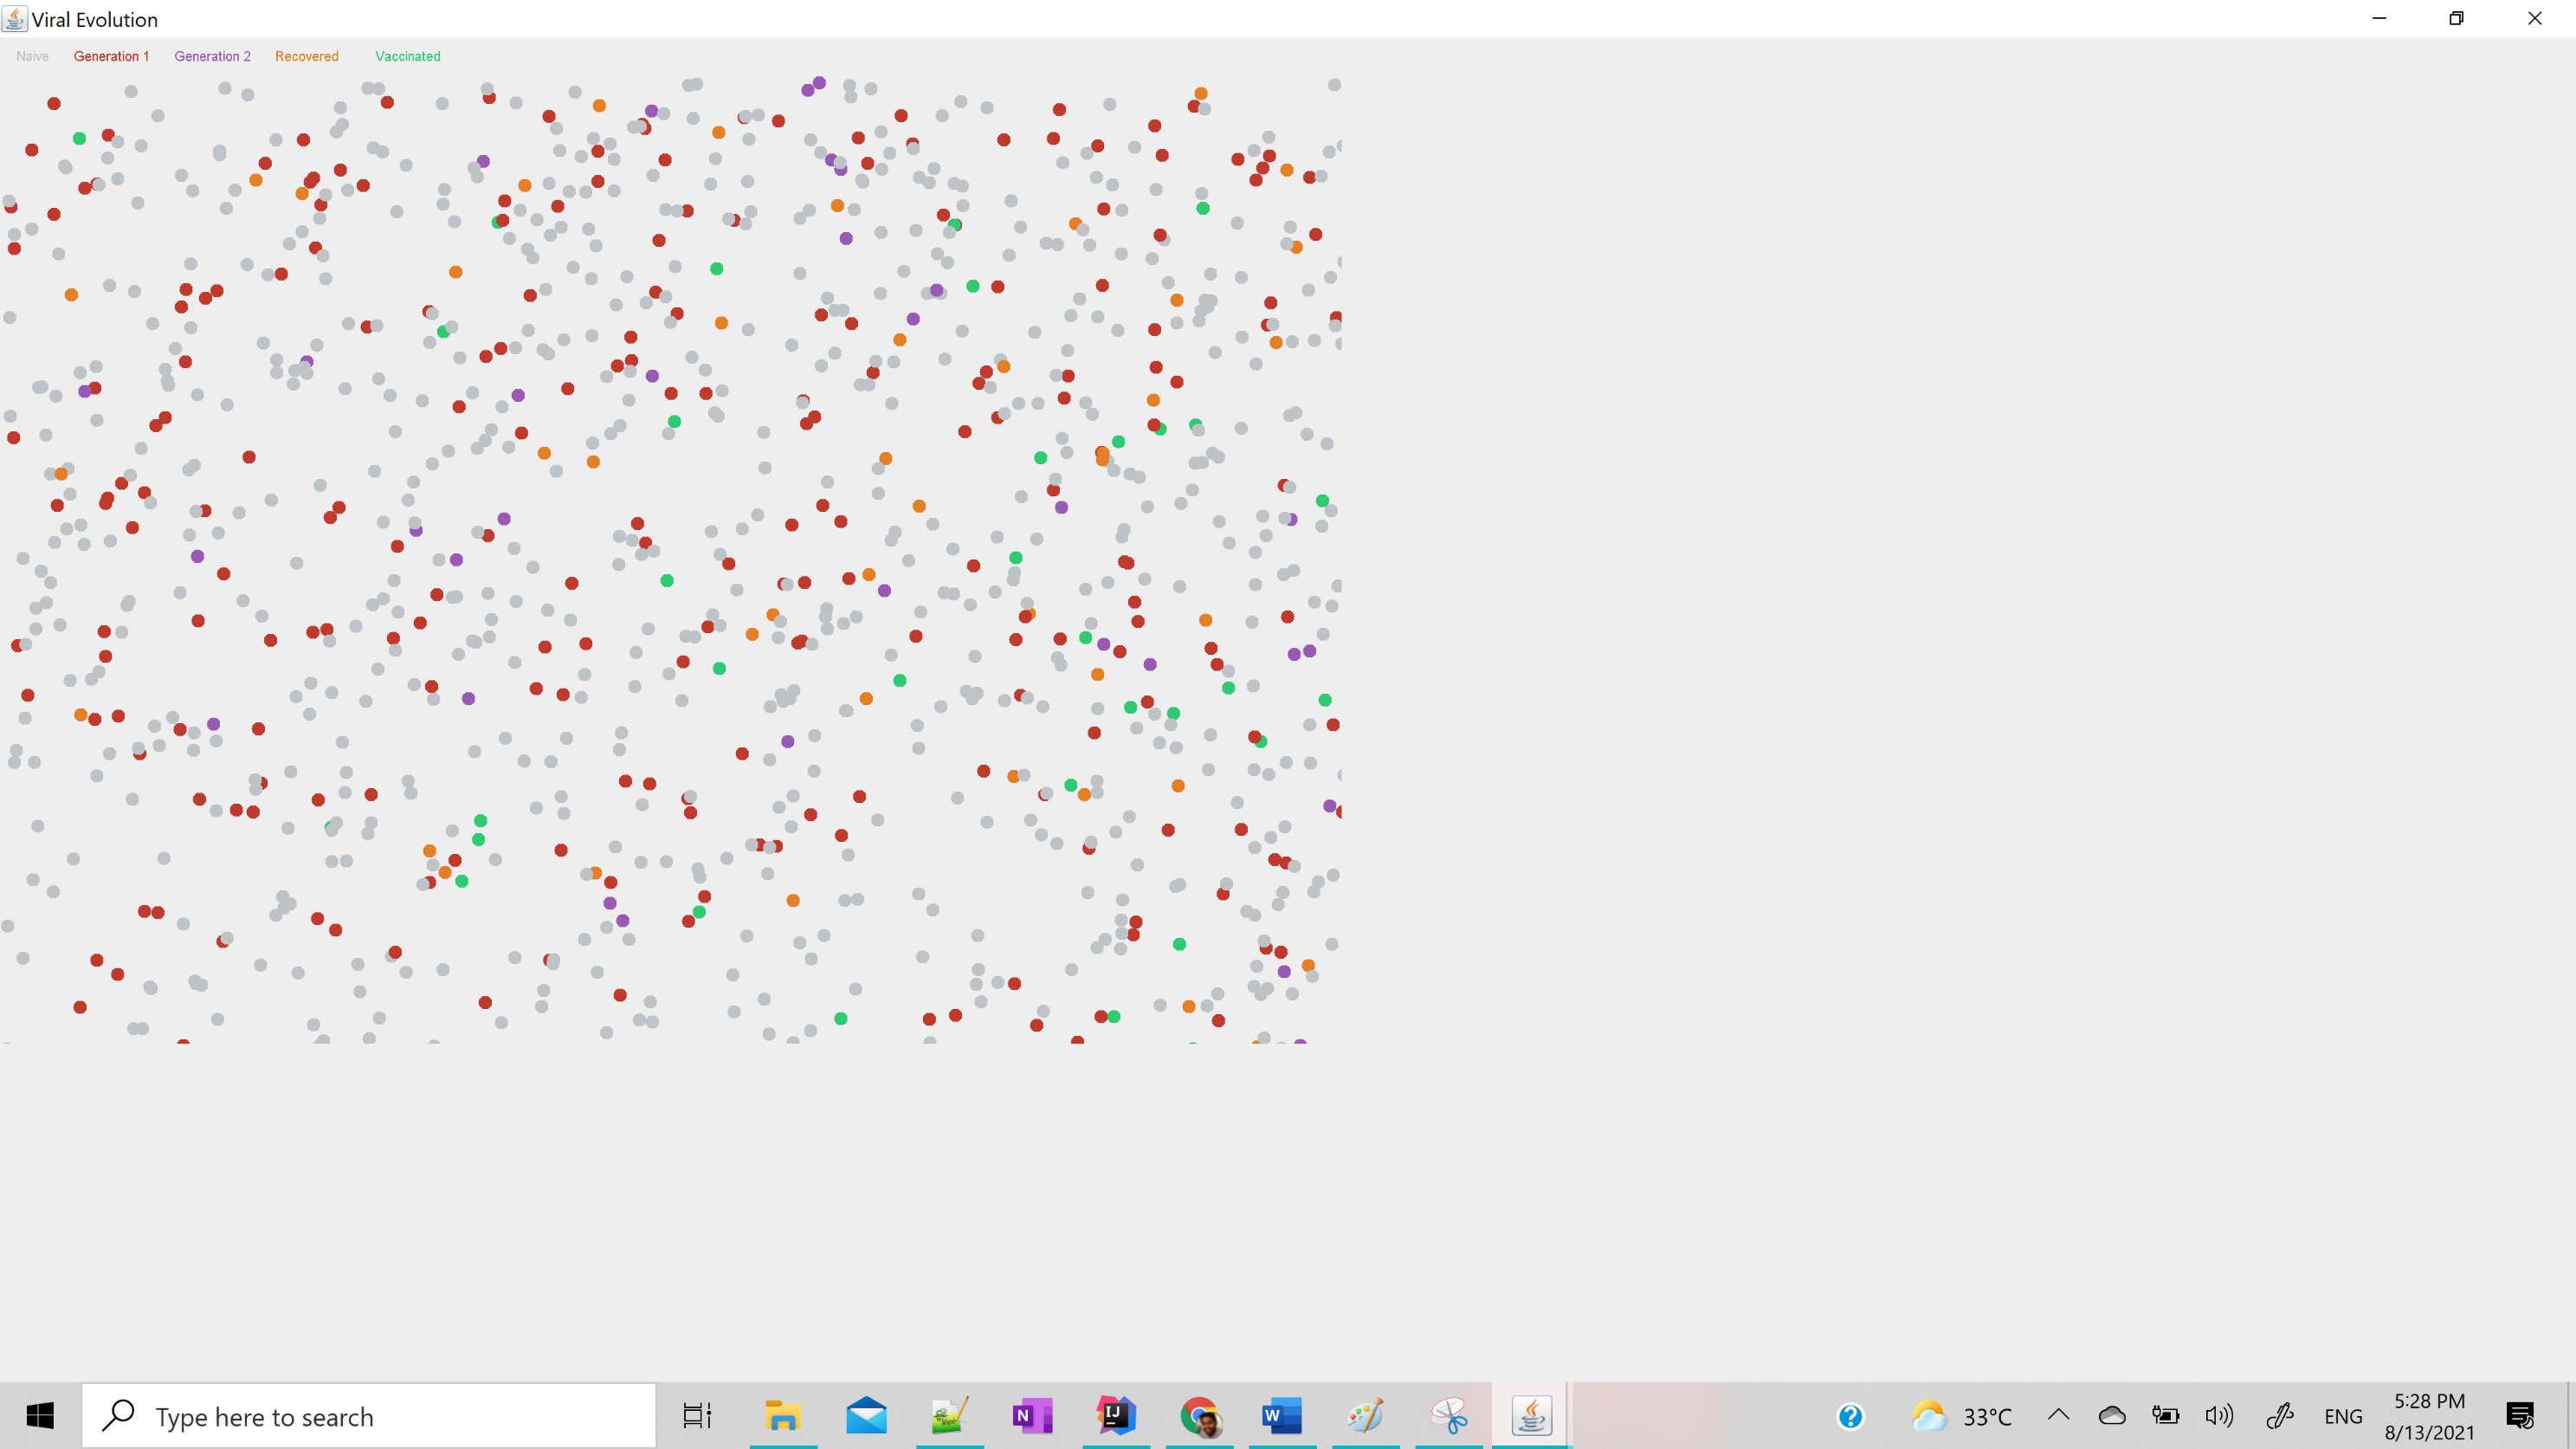 Viral Evolution
Naive Generation 1 Generation 2 Recovered Vaccinated
Type here to search
N
IJ
W
33°C
ENG
5:28 PM
8/13/2021